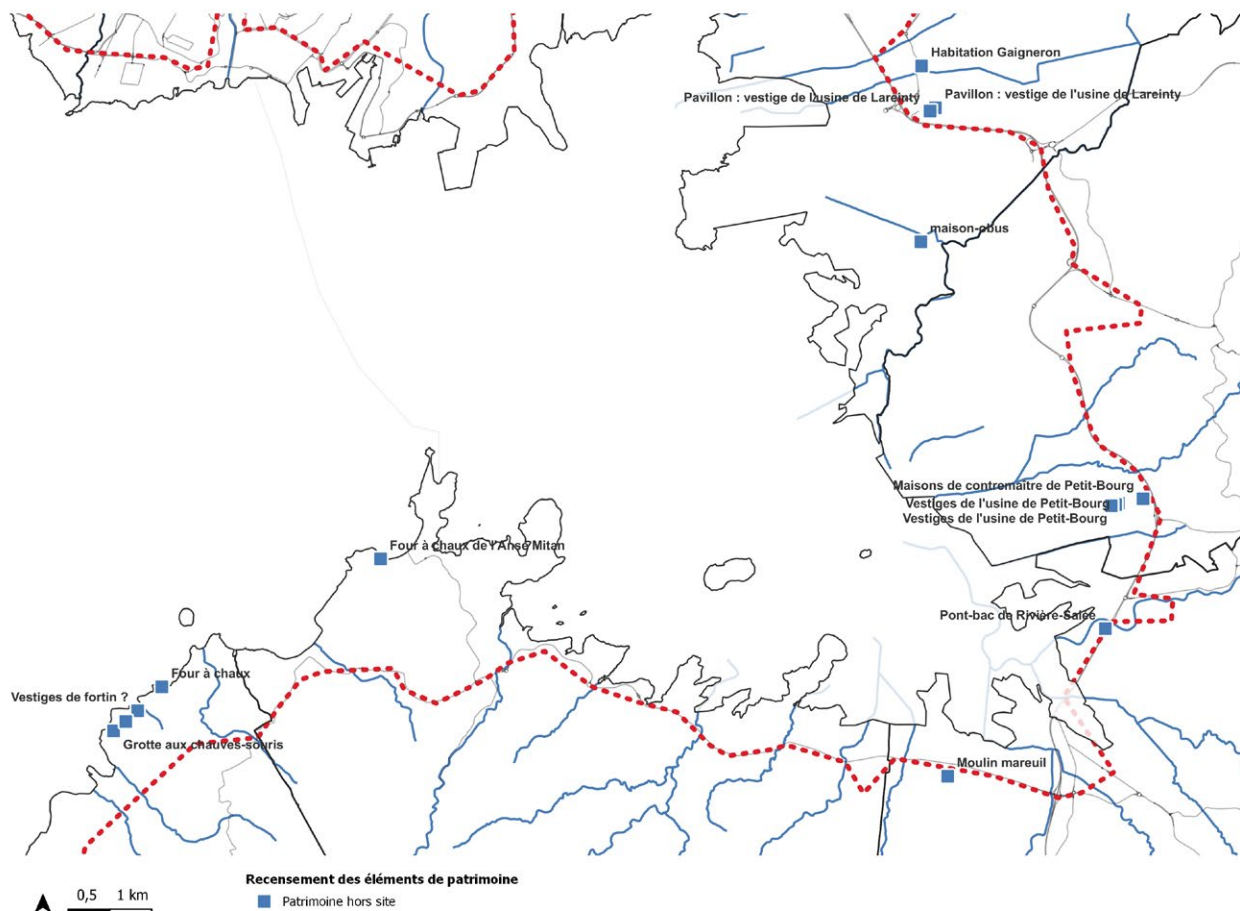 Habitation Gaigneron
Pavillon : vestige de l'usine de Lareinty
Pavillon : vestige de l'usine de Lareinty
maison-obus
Maisons de contremaitre de Petit-Bourg
Vestiges de l'usine de Petit-Bourg
Vestiges de l'usine de Petit-Bourg
Four à chaux de l'Anse Mitan
Pont-bac de Rivière-Salée
Four à chaux
Vestiges de fortin ?
Grotte aux chauves-souris
Moulin mareuil
0,5 1 km
Recensement des éléments de patrimoine
Patrimoine hors site